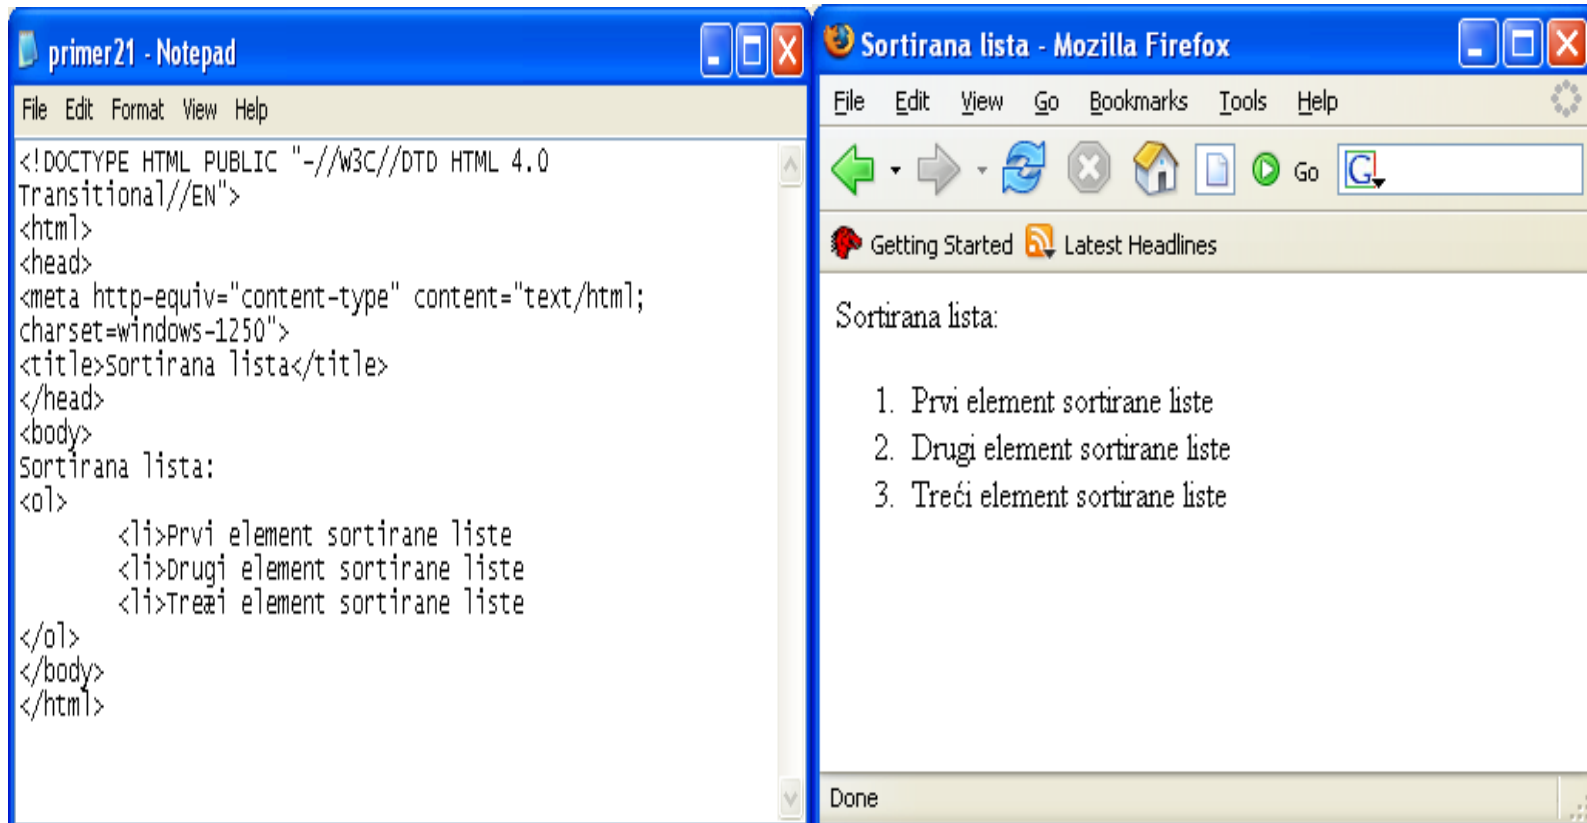 primer21 - Notepad
File Edit Format View Help
<!DOCTYPE HTML PUBLIC "-//W3C//DTD HTML 4.0
Transitional//EN">
<html>
<head>
<meta http-equiv="content-type" content="text/html;
charset=windows-1250">
<title>Sortirana lista</title>
</head>
<body>
Sortirana lista:
<ol>
<li>Prvi element sortirane liste
<li>Drugi element sortirane liste
<li>Treæi element sortirane liste
</ol>
</body>
</html>
Sortirana lista - Mozilla Firefox
File Edit View Go Bookmarks Tools Help
Go G
Getting Started Latest Headlines
Sortirana lista:
1. Prvi element sortirane liste
2. Drugi element sortirane liste
3. Treći element sortirane liste
Done